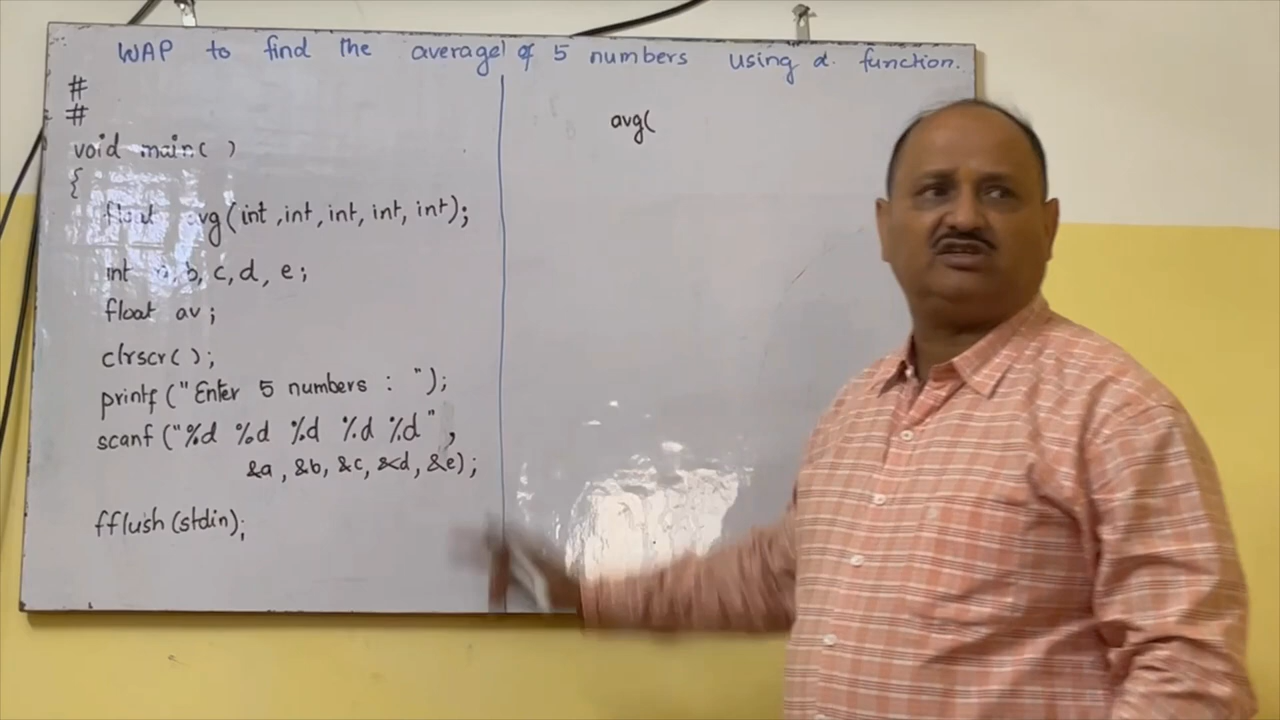 WAP to find the average of 5 numbers using a function.
#
#
void main( )
{
float avg(int ,int, int, int, int);
int a, b, c, d, e;
float av;
clrscr( );
printf ("Enter 5 numbers : ");
scanf ("%d %d %d %d %d",
&a, &b, &c, &d, &e);
fflush (stdin);
avg(